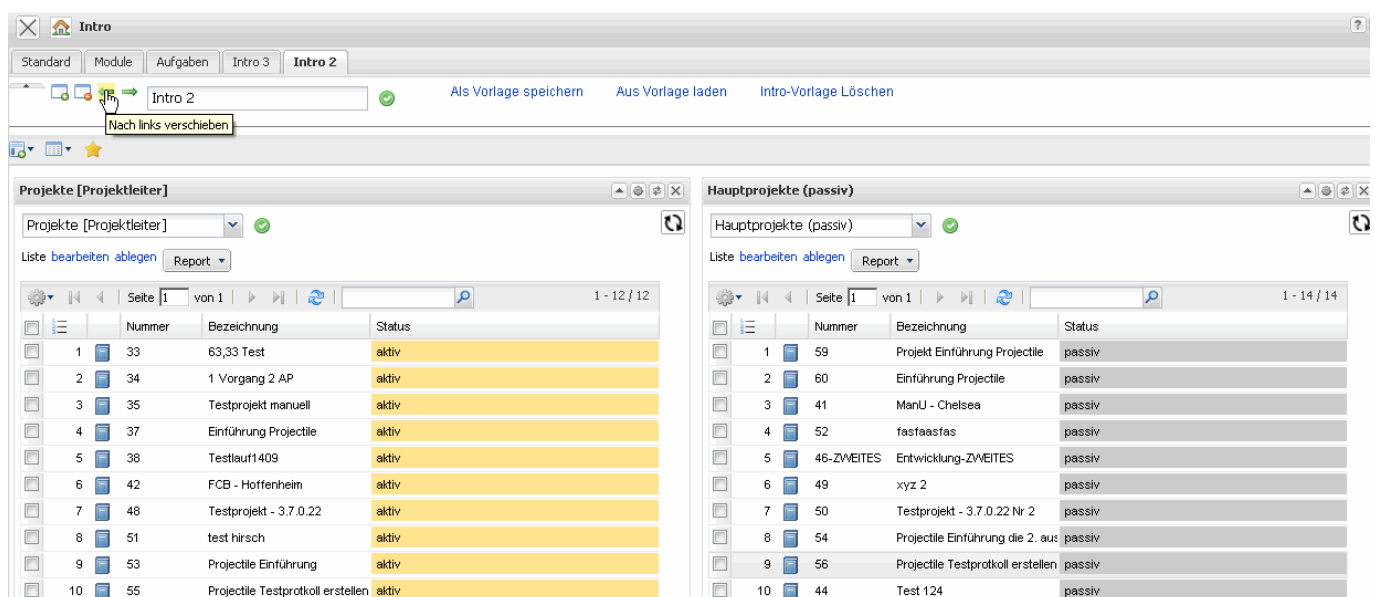 Intro
?
Standard Module Aufgaben Intro 3 Intro 2
Intro 2 Als Vorlage speichern Aus Vorlage laden Intro-Vorlage Löschen
Nach links verschieben
Projekte [Projektleiter]
Projekte [Projektleiter]
Liste bearbeiten ablegen Report
Seite 1 von 1 1 - 12 / 12
Nummer Bezeichnung Status
1 33 63,33 Test aktiv
2 34 1 Vorgang 2 AP aktiv
3 35 Testprojekt manuell aktiv
4 37 Einführung Projectile aktiv
5 38 Testlauf1409 aktiv
6 42 FCB - Hoffenheim aktiv
7 48 Testprojekt - 3.7.0.22 aktiv
8 51 test hirsch aktiv
9 53 Projectile Einführung aktiv
10 55 Projectile Testprotkoll erstellen aktiv
Hauptprojekte (passiv)
Hauptprojekte (passiv)
Liste bearbeiten ablegen Report
Seite 1 von 1 1 - 14 / 14
Nummer Bezeichnung Status
1 59 Projekt Einführung Projectile passiv
2 60 Einführung Projectile passiv
3 41 ManU - Chelsea passiv
4 52 fasfaasfas passiv
5 46-ZWEITES Entwicklung-ZWEITES passiv
6 49 xyz 2 passiv
7 50 Testprojekt - 3.7.0.22 Nr 2 passiv
8 54 Projectile Einführung die 2. aus passiv
9 56 Projectile Testprotkoll erstellen passiv
10 44 Test 124 passiv